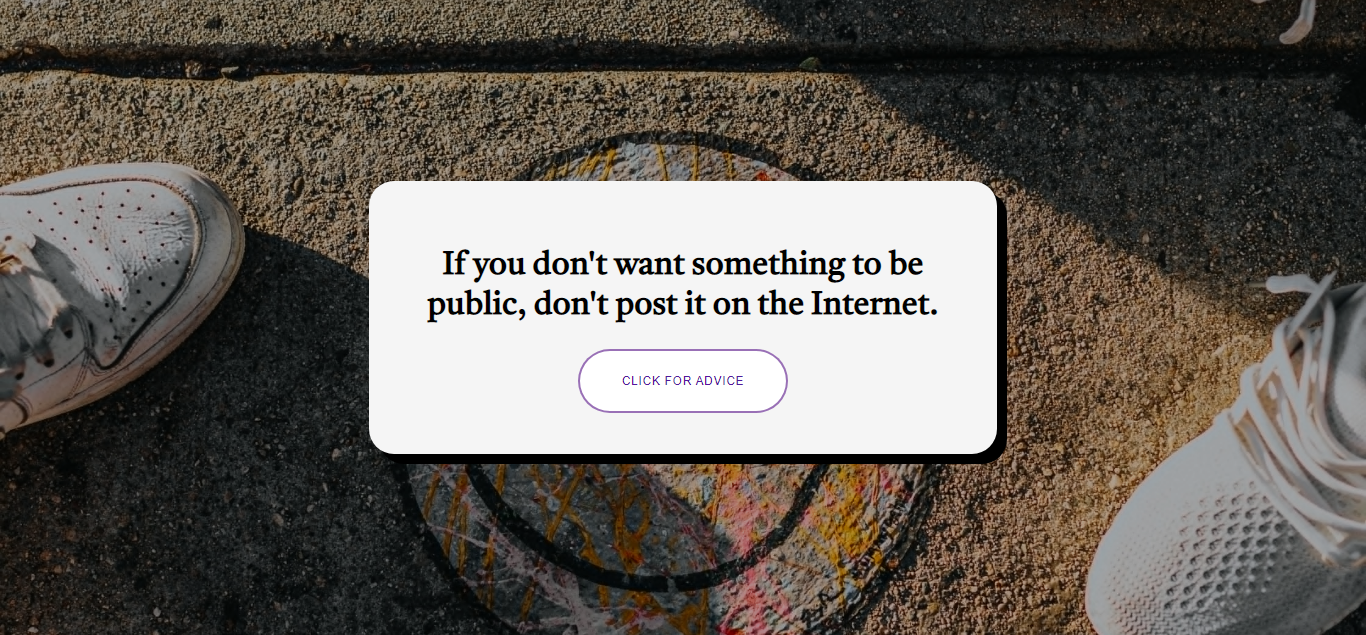 If you don't want something to be
public, don't post it on the Internet.
CLICK FOR ADVICE